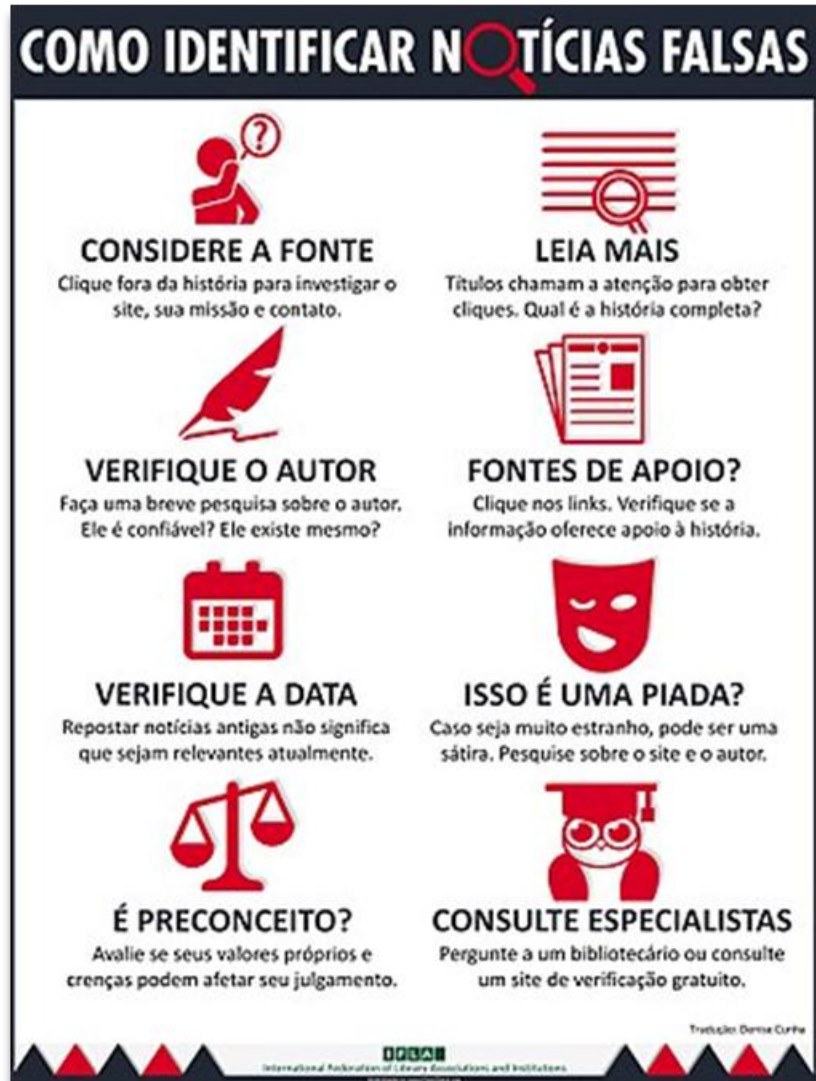 COMO IDENTIFICAR NOTÍCIAS FALSAS
CONSIDERE A FONTE
Clique fora da história para investigar o
site, sua missão e contato.
LEIA MAIS
Títulos chamam a atenção para obter
cliques. Qual é a história completa?
VERIFIQUE O AUTOR
Faça uma breve pesquisa sobre o autor.
Ele é confiável? Ele existe mesmo?
FONTES DE APOIO?
Clique nos links. Verifique se a
informação oferece apoio à história.
VERIFIQUE A DATA
Repostar notícias antigas não significa
que sejam relevantes atualmente.
ISSO É UMA PIADA?
Caso seja muito estranho, pode ser uma
sátira. Pesquise sobre o site e o autor.
É PRECONCEITO?
Avalie se seus valores próprios e
crenças podem afetar seu julgamento.
CONSULTE ESPECIALISTAS
Pergunte a um bibliotecário ou consulte
um site de verificação gratuito.
Tradução: Denise Cunha
IFLA
International Federation of Library Associations and Institutions